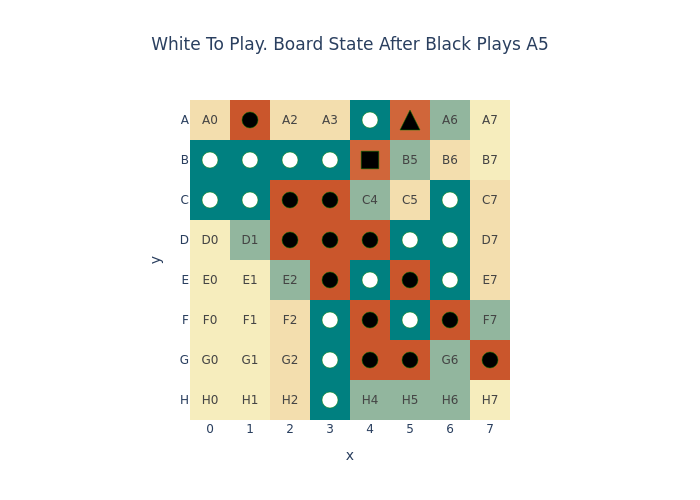 White To Play. Board State After Black Plays A5
A A0 A2 A3 A6 A7
B B5 B6 B7
C C4 C5 C7
D D0 D1 D7
E E0 E1 E2 E7
F F0 F1 F2 F7
G G0 G1 G2 G6
H H0 H1 H2 H4 H5 H6 H7
0 1 2 3 4 5 6 7
x
y